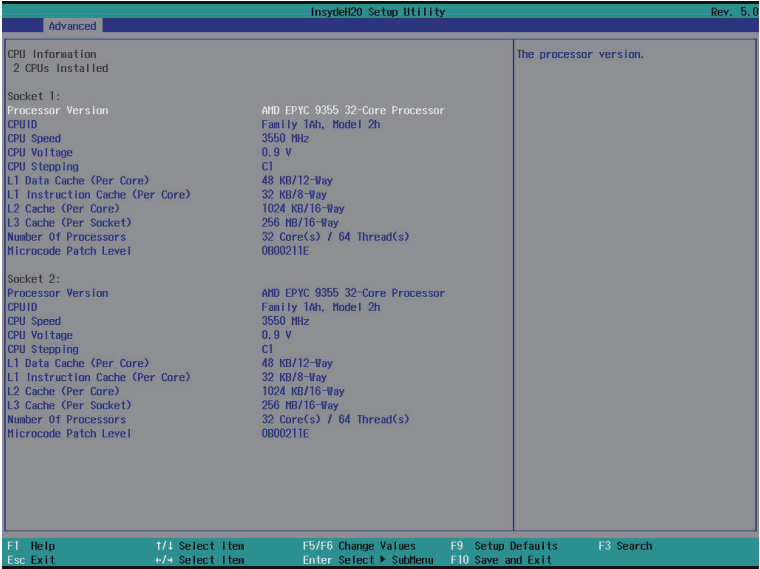 InsydeH20 Setup Utility Rev. 5.0
Advanced
CPU Information The processor version.
2 CPUs Installed
Socket 1:
Processor Version AMD EPYC 9355 32-Core Processor
CPUID Family 1Ah, Model 2h
CPU Speed 3550 MHz
CPU Voltage 0.9 V
CPU Stepping C1
L1 Data Cache (Per Core) 48 KB/12-Way
L1 Instruction Cache (Per Core) 32 KB/8-Way
L2 Cache (Per Core) 1024 KB/16-Way
L3 Cache (Per Socket) 256 MB/16-Way
Number Of Processors 32 Core(s) / 64 Thread(s)
Microcode Patch Level 0B00211E
Socket 2:
Processor Version AMD EPYC 9355 32-Core Processor
CPUID Family 1Ah, Model 2h
CPU Speed 3550 MHz
CPU Voltage 0.9 V
CPU Stepping C1
L1 Data Cache (Per Core) 48 KB/12-Way
L1 Instruction Cache (Per Core) 32 KB/8-Way
L2 Cache (Per Core) 1024 KB/16-Way
L3 Cache (Per Socket) 256 MB/16-Way
Number Of Processors 32 Core(s) / 64 Thread(s)
Microcode Patch Level 0B00211E
F1 Help ↑/↓ Select Item F5/F6 Change Values F9 Setup Defaults F3 Search
Esc Exit ←/→ Select Item Enter Select ▶ SubMenu F10 Save and Exit